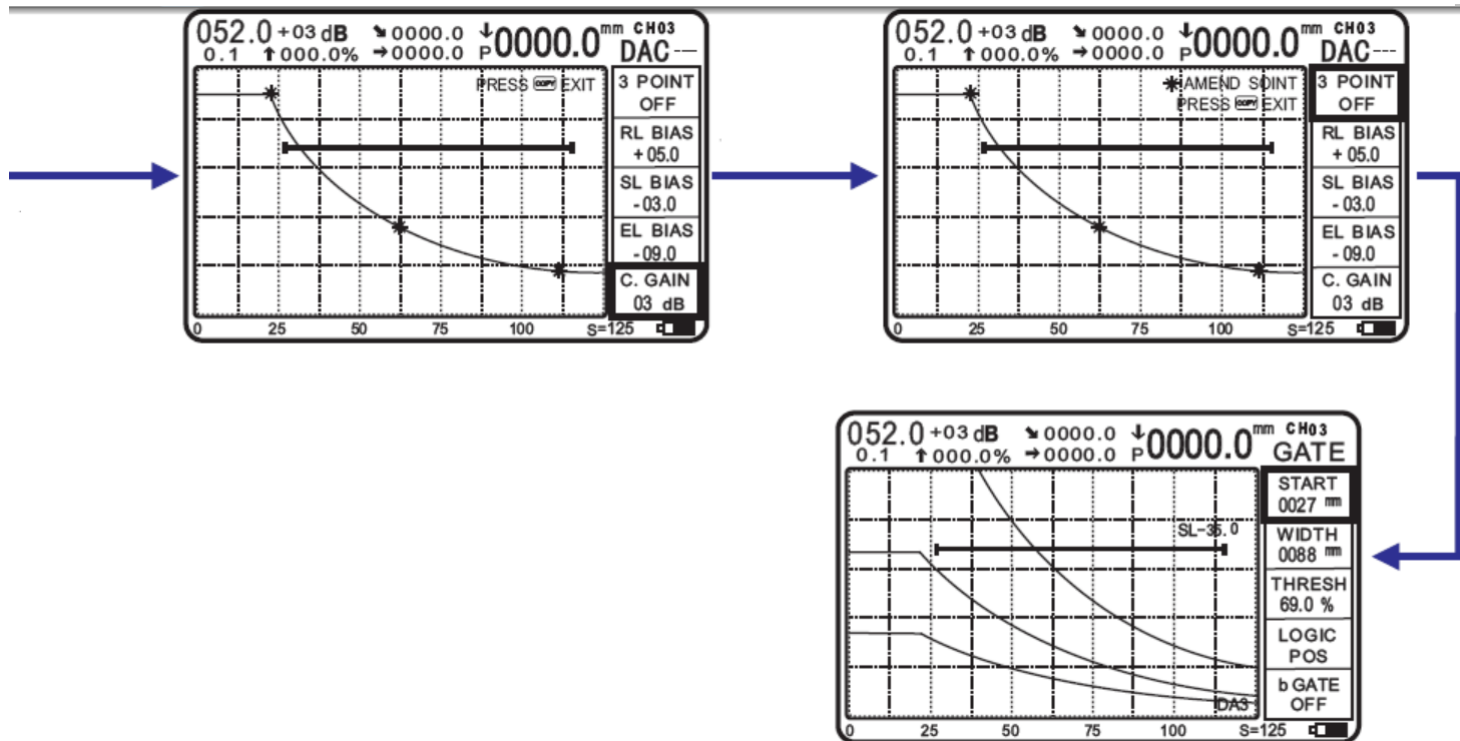 052.0 +03 dB ↘ 0000.0 ↓ 0000.0 mm CH03
0.1 ↑ 000.0% → 0000.0 P DAC---
PRESS COPY EXIT
3 POINT
OFF
RL BIAS
+ 05.0
SL BIAS
- 03.0
EL BIAS
- 09.0
C. GAIN
03 dB
0 25 50 75 100 S=125
052.0 +03 dB ↘ 0000.0 ↓ 0000.0 mm CH03
0.1 ↑ 000.0% → 0000.0 P DAC---
AMEND SOINT
PRESS COPY EXIT
3 POINT
OFF
RL BIAS
+ 05.0
SL BIAS
- 03.0
EL BIAS
- 09.0
C. GAIN
03 dB
0 25 50 75 100 S=125
052.0 +03 dB ↘ 0000.0 ↓ 0000.0 mm CH03
0.1 ↑ 000.0% → 0000.0 P GATE
SL-35.0
START
0027 mm
WIDTH
0088 mm
THRESH
69.0 %
LOGIC
POS
b GATE
OFF
DA3
0 25 50 75 100 S=125